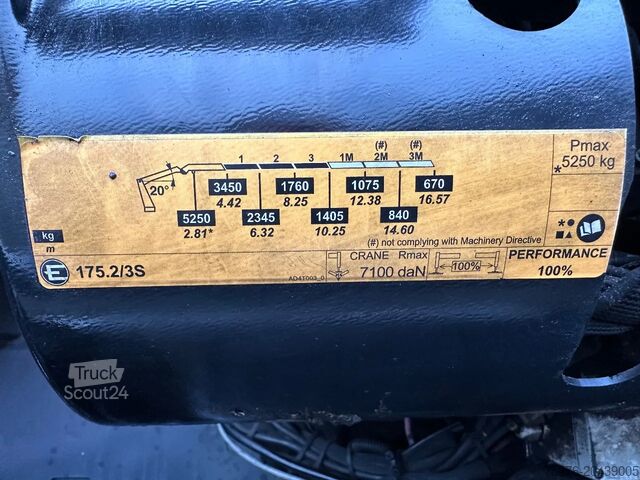 1 2 3 1M (#) 2M (#) 3M
20°
3450 1760 1075 670
4.42 8.25 12.38 16.57
5250 2345 1405 840
2.81* 6.32 10.25 14.60
kg
m
(#) not complying with Machinery Directive
Pmax
*5250 kg
E 175.2/3S
AD4T003_0
CRANE Rmax
7100 daN
100%
PERFORMANCE
100%
Truck
Scout24